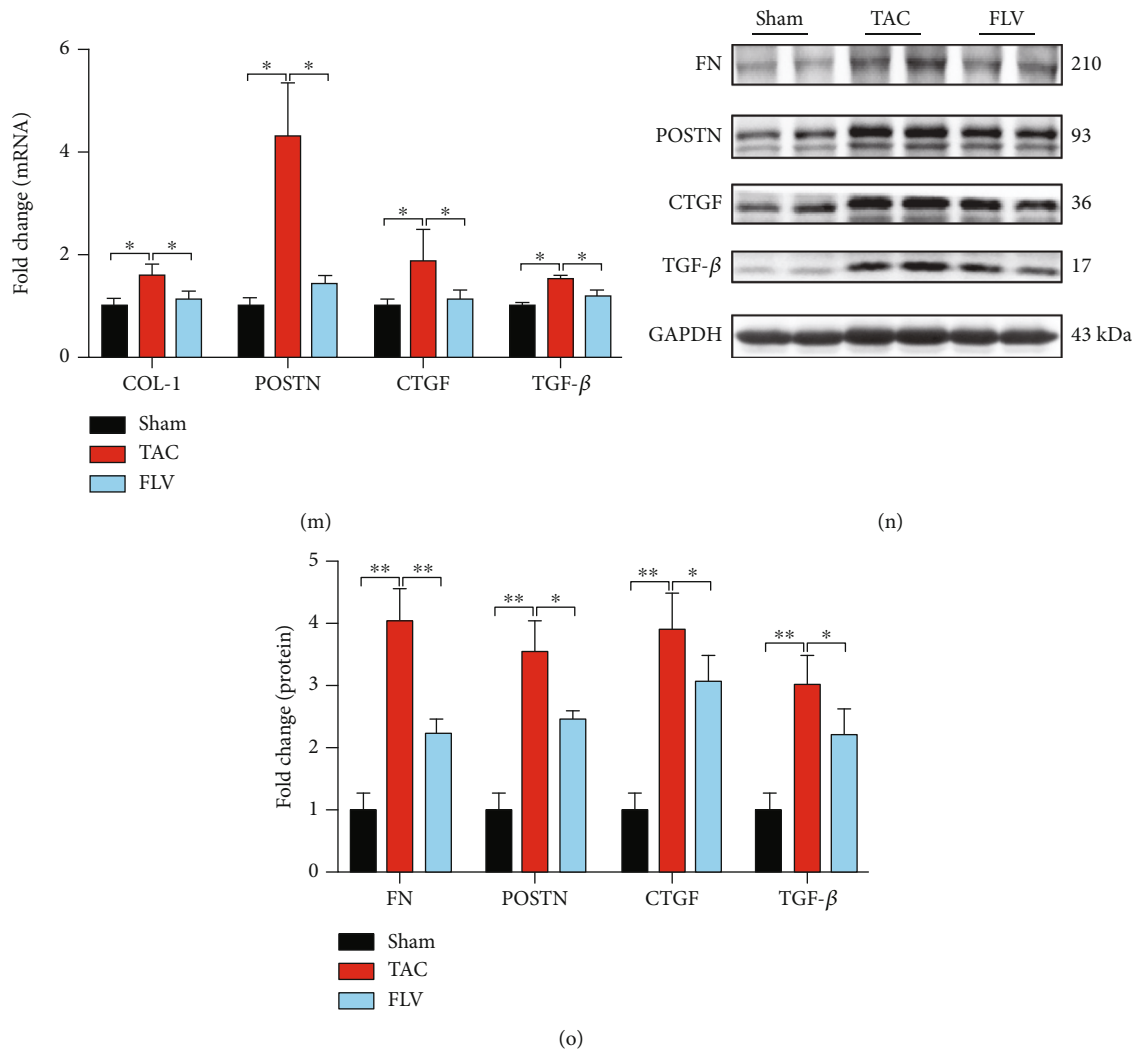 Fold change (mRNA)
6
4
2
0
* *
* *
* *
* *
COL-1 POSTN CTGF TGF-β
Sham
TAC
FLV
(m)
Sham TAC FLV
FN 210
POSTN 93
CTGF 36
TGF-β 17
GAPDH 43 kDa
(n)
Fold change (protein)
5
4
3
2
1
0
** **
** *
** *
** *
FN POSTN CTGF TGF-β
Sham
TAC
FLV
(o)